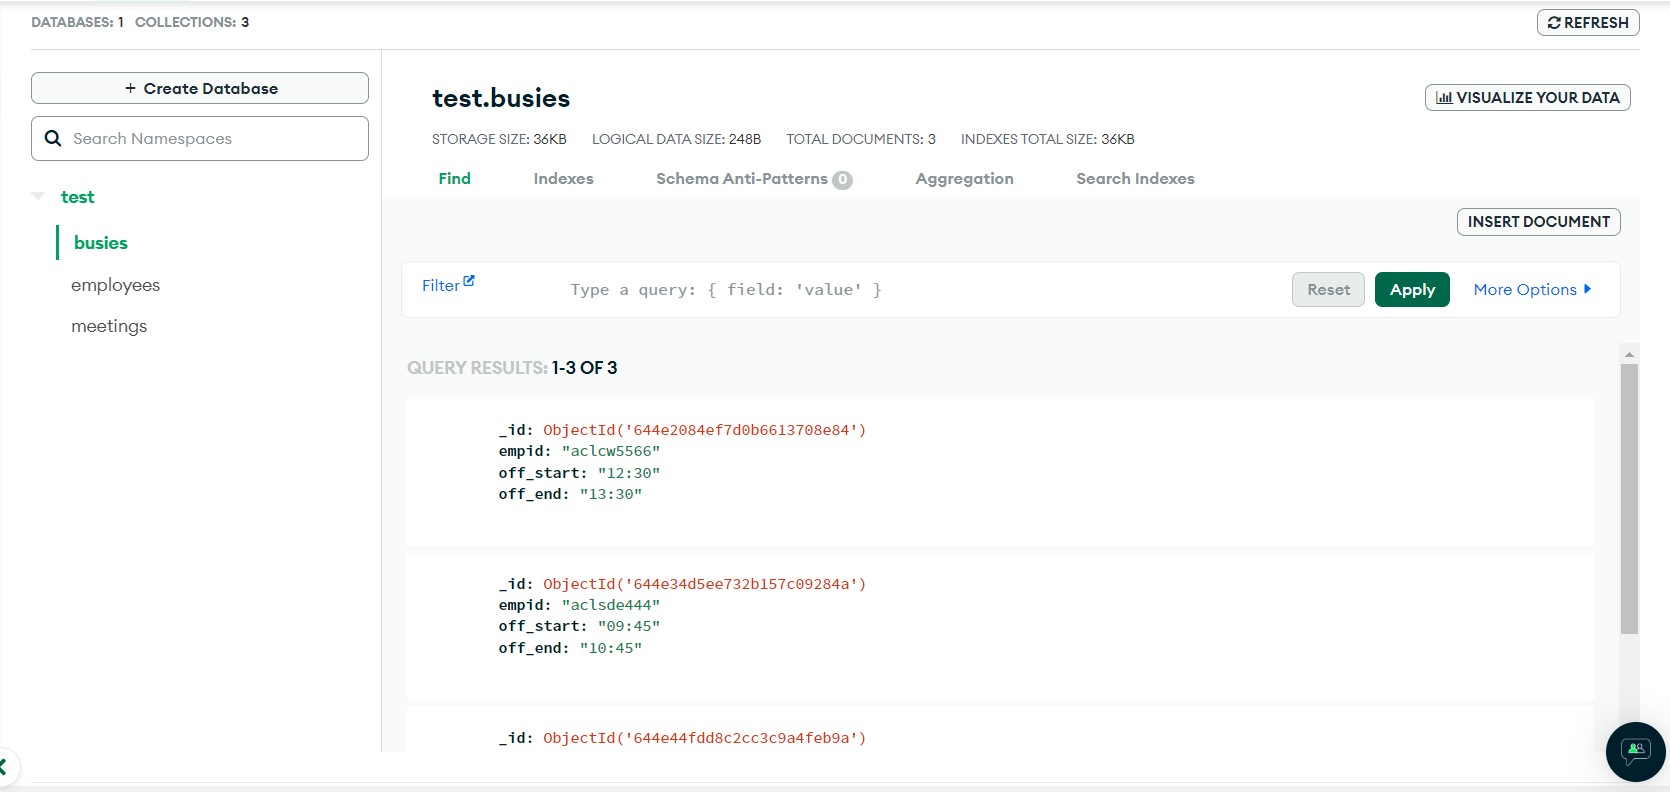 DATABASES: 1 COLLECTIONS: 3
REFRESH
+ Create Database
Search Namespaces
test
busies
employees
meetings
test.busies
VISUALIZE YOUR DATA
STORAGE SIZE: 36KB LOGICAL DATA SIZE: 248B TOTAL DOCUMENTS: 3 INDEXES TOTAL SIZE: 36KB
Find Indexes Schema Anti-Patterns 0 Aggregation Search Indexes
INSERT DOCUMENT
Filter Type a query: { field: 'value' } Reset Apply More Options
QUERY RESULTS: 1-3 OF 3
_id: ObjectId('644e2084ef7d0b6613708e84')
empid: "aclcw5566"
off_start: "12:30"
off_end: "13:30"
_id: ObjectId('644e34d5ee732b157c09284a')
empid: "aclsde444"
off_start: "09:45"
off_end: "10:45"
_id: ObjectId('644e44fdd8c2cc3c9a4feb9a')